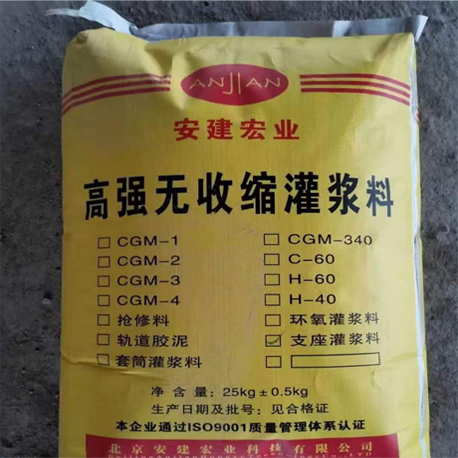 ANJIAN
安建宏业
高强无收缩灌浆料
CGM-1
CGM-2
CGM-3
CGM-4
抢修料
轨道胶泥
套筒灌浆料
CGM-340
C-60
H-60
H-40
环氧灌浆料
支座灌浆料
净含量:25kg±0.5kg
生产日期及批号:见合格证
本企业通过ISO9001质量管理体系认证
北京安建宏业科技有限公司